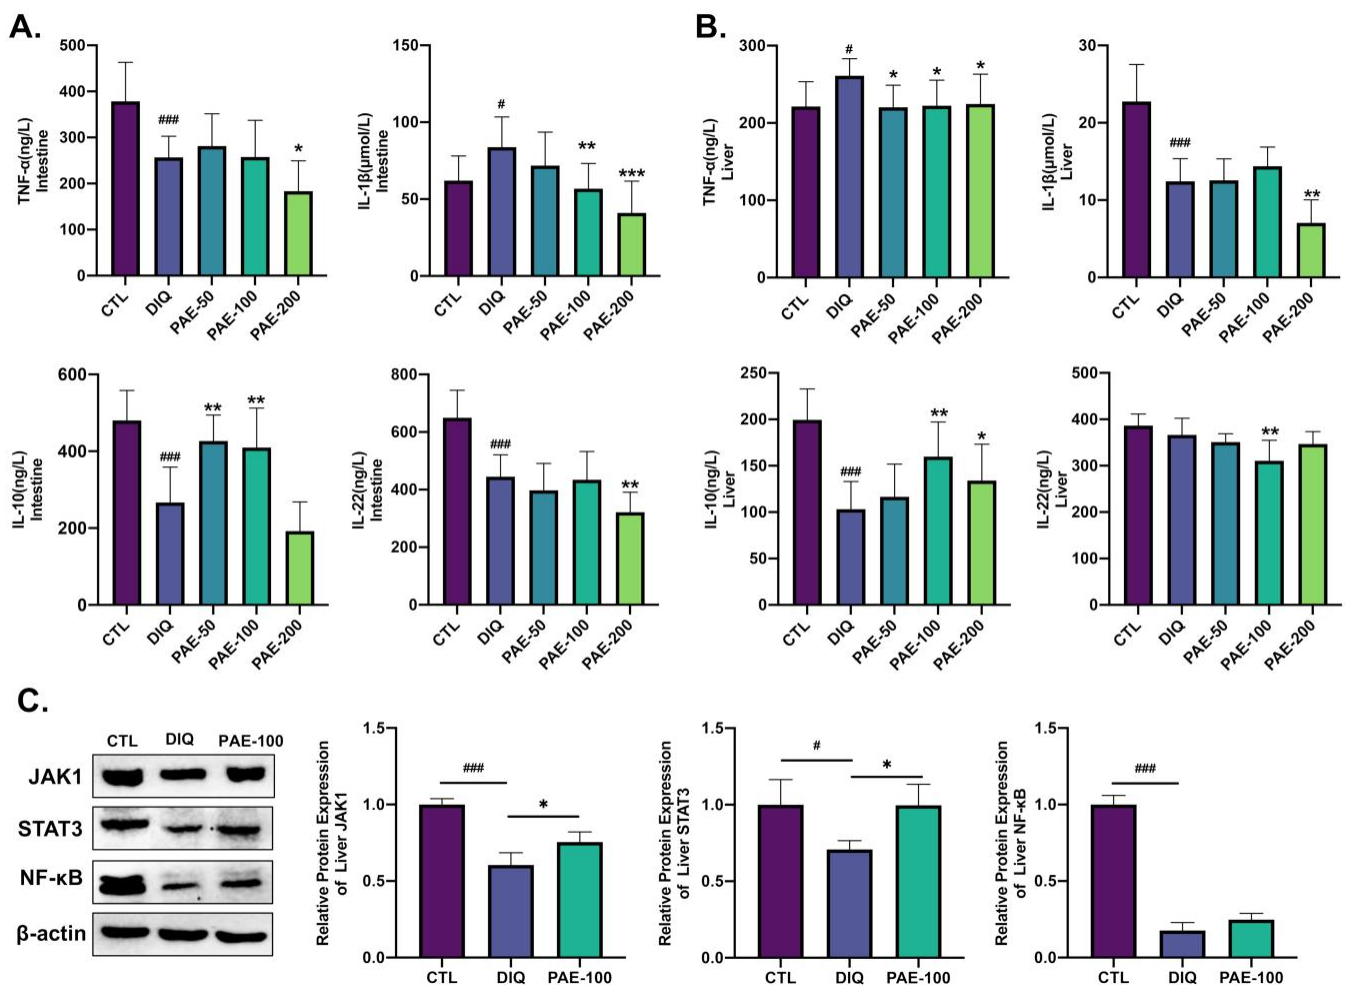 A.
B.
500
400
300
200
100
0
TNF-α(ng/L)
Intestine
###
*
CTL
DIQ
PAE-50
PAE-100
PAE-200
150
100
50
0
IL-1β(μmol/L)
Intestine
#
**
***
CTL
DIQ
PAE-50
PAE-100
PAE-200
300
200
100
0
TNF-α(ng/L)
Liver
#
*
*
*
CTL
DIQ
PAE-50
PAE-100
PAE-200
30
20
10
0
IL-1β(μmol/L)
Liver
###
**
CTL
DIQ
PAE-50
PAE-100
PAE-200
600
400
200
0
IL-10(ng/L)
Intestine
###
**
**
CTL
DIQ
PAE-50
PAE-100
PAE-200
800
600
400
200
0
IL-22(ng/L)
Intestine
###
**
CTL
DIQ
PAE-50
PAE-100
PAE-200
250
200
150
100
50
0
IL-10(ng/L)
Liver
###
**
*
CTL
DIQ
PAE-50
PAE-100
PAE-200
500
400
300
200
100
0
IL-22(ng/L)
Liver
**
CTL
DIQ
PAE-50
PAE-100
PAE-200
C.
CTL DIQ PAE-100
JAK1
STAT3
NF-κB
β-actin
1.5
1.0
0.5
0.0
Relative Protein Expression
of Liver JAK1
###
*
CTL
DIQ
PAE-100
1.5
1.0
0.5
0.0
Relative Protein Expression
of Liver STAT3
#
*
CTL
DIQ
PAE-100
1.5
1.0
0.5
0.0
Relative Protein Expression
of Liver NF-κB
###
CTL
DIQ
PAE-100